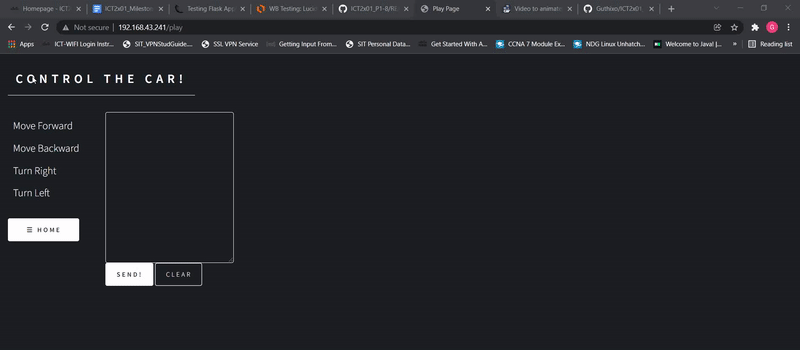 Homepage - ICT
ICT2x01_Mileston
Testing Flask App
WB Testing: Lucid
ICT2x01_P1-8/R
Play Page
Video to animat
Guthixo/ICT2x01
Not secure | 192.168.43.241/play
Apps
ICT-WIFI Login Instr...
SIT_VPNStudGuide....
SSL VPN Service
Getting Input From...
SIT Personal Data...
Get Started With A...
CCNA 7 Module Ex...
NDG Linux Unhatch...
Welcome to Java! |...
»
Reading list
CONTROL THE CAR!
Move Forward
Move Backward
Turn Right
Turn Left
☰ HOME
SEND!
CLEAR